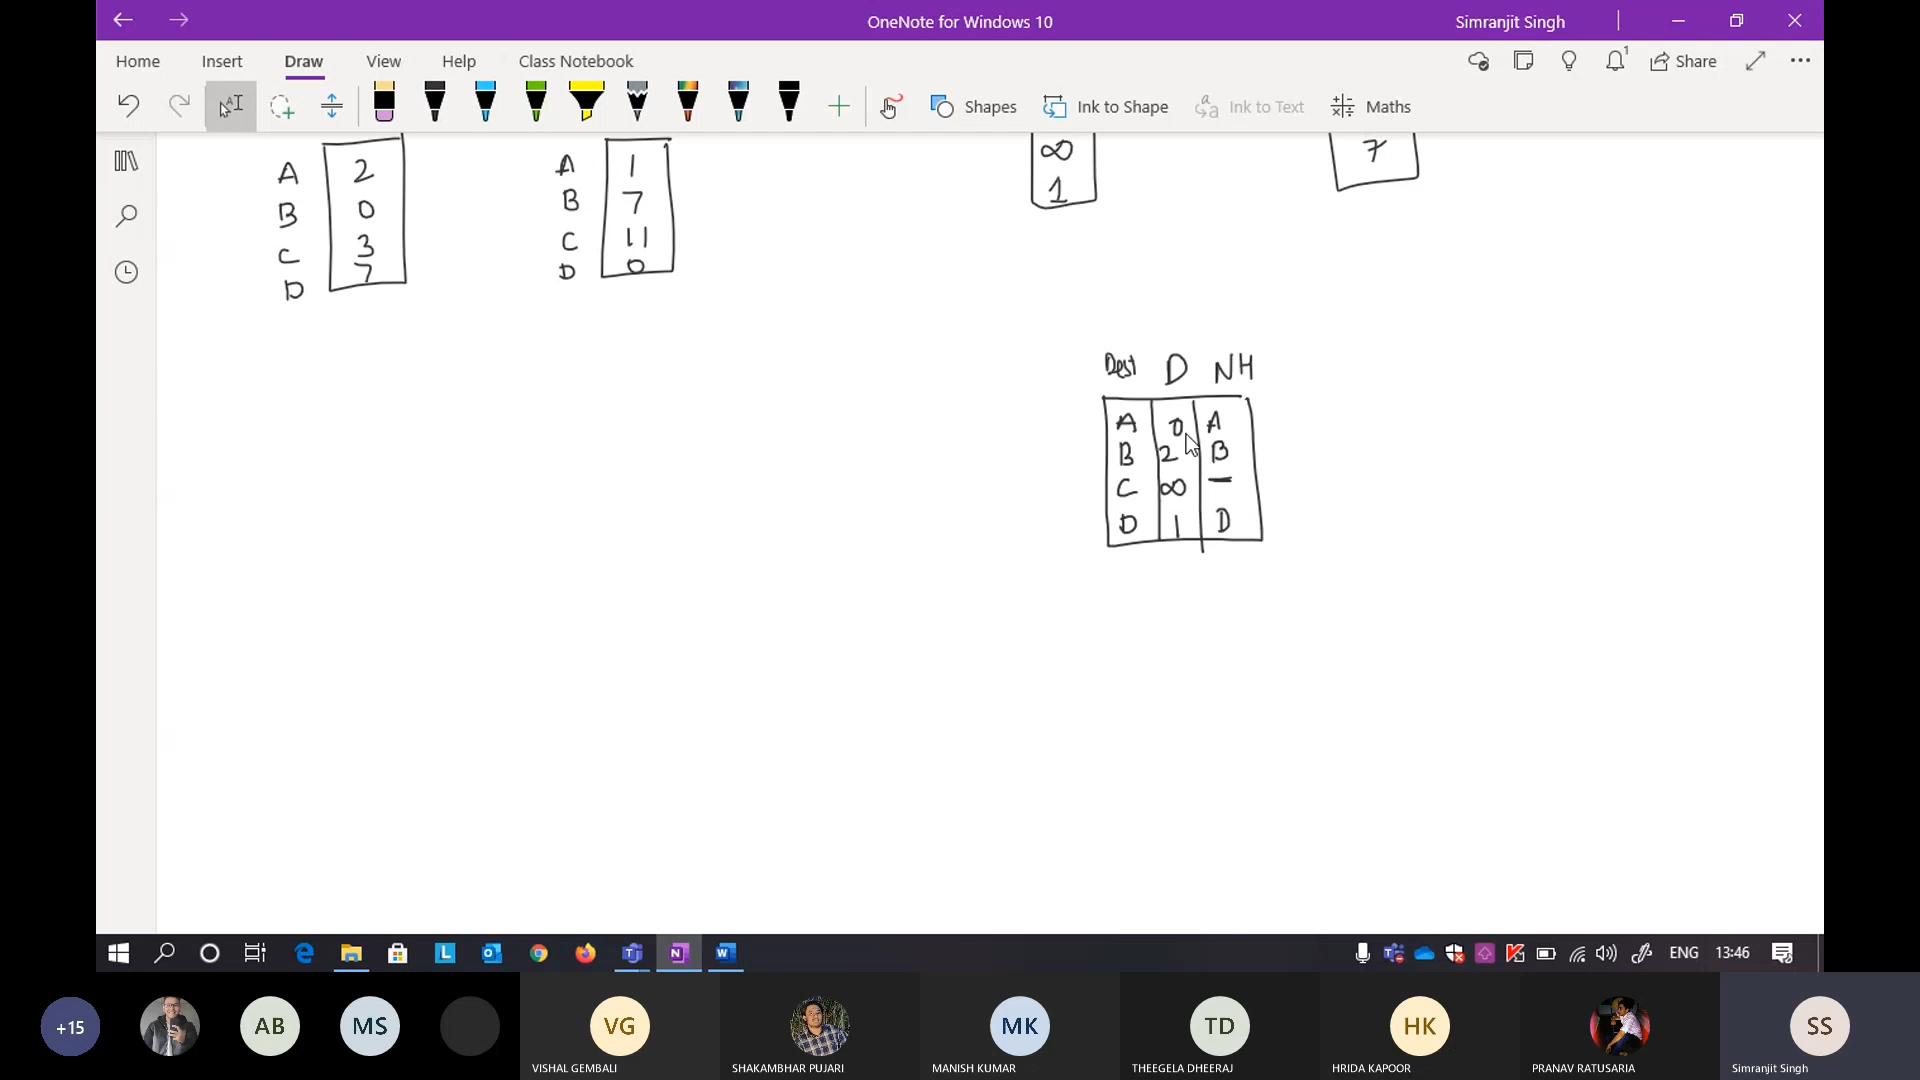 OneNote for Windows 10
Simranjit Singh
Home Insert Draw View Help Class Notebook
1
Share
Shapes
Ink to Shape
Ink to Text
Maths
A 2
B 0
C 3
D 7
A 1
B 7
C 11
D 0
∞
1
7
Dest D NH
A 0 A
B 2 B
C ∞ —
D 1 D
ENG 13:46
+15
AB
MS
VG
MK
TD
HK
SS
VISHAL GEMBALI
SHAKAMBHAR PUJARI
MANISH KUMAR
THEEGELA DHEERAJ
HRIDA KAPOOR
PRANAV RATUSARIA
Simranjit Singh